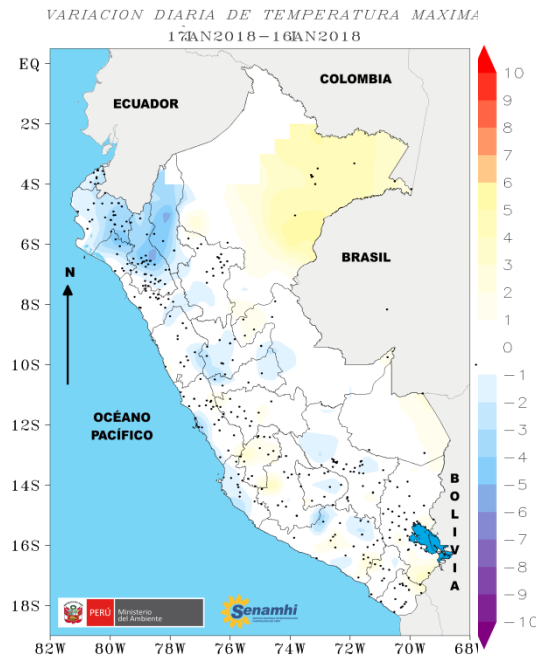 VARIACION DIARIA DE TEMPERATURA MAXIMA
17JAN2018-16JAN2018
EQ
2S
4S
6S
8S
10S
12S
14S
16S
18S
82W
80W
78W
76W
74W
72W
70W
68W
ECUADOR
COLOMBIA
BRASIL
N
OCÉANO
PACÍFICO
BOLIVIA
PERÚ
Ministerio
del Ambiente
Senamhi
10
9
8
7
6
5
4
3
2
1
0
-1
-2
-3
-4
-5
-6
-7
-8
-9
-10